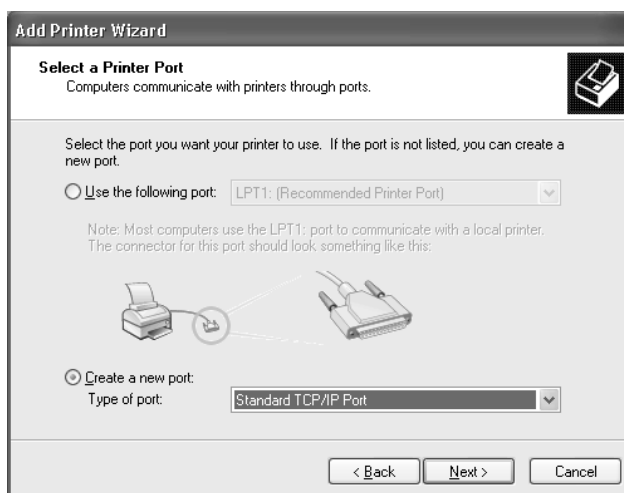 Add Printer Wizard
Select a Printer Port
Computers communicate with printers through ports.
Select the port you want your printer to use. If the port is not listed, you can create a
new port.
Use the following port: LPT1: (Recommended Printer Port)
Note: Most computers use the LPT1: port to communicate with a local printer.
The connector for this port should look something like this:
Create a new port:
Type of port: Standard TCP/IP Port
< Back Next > Cancel